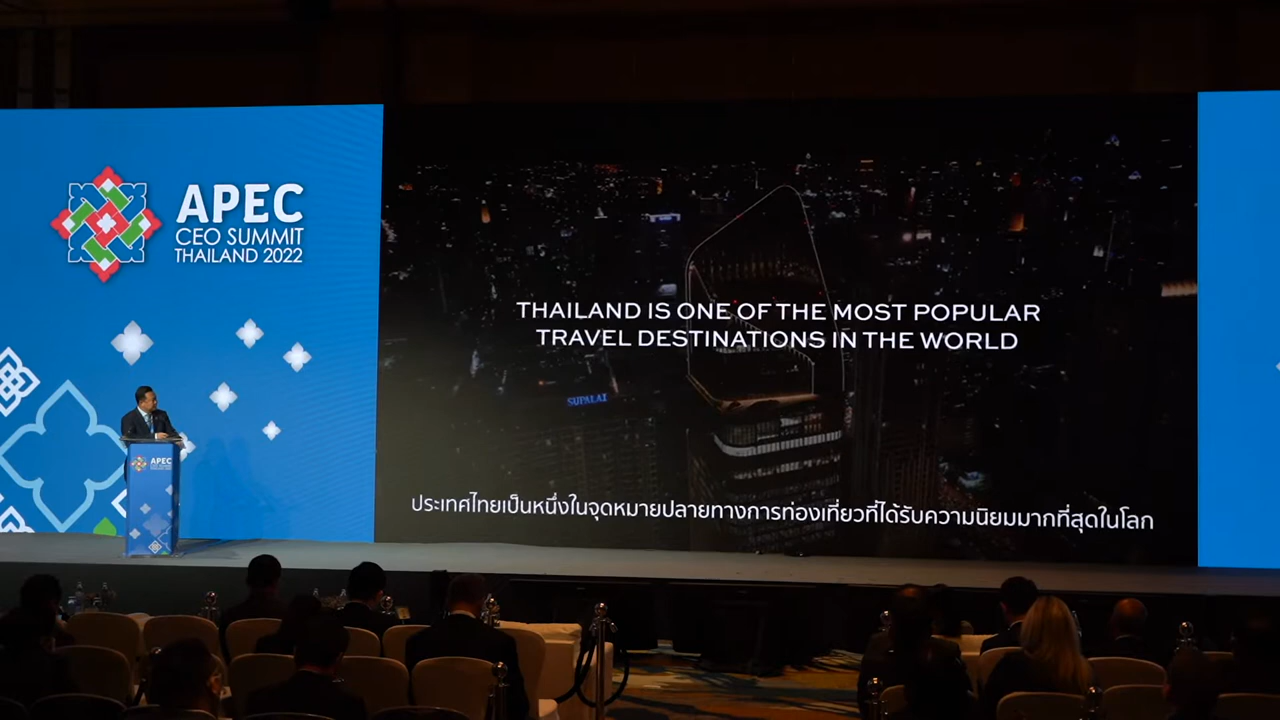 APEC
CEO SUMMIT
THAILAND 2022
THAILAND IS ONE OF THE MOST POPULAR
TRAVEL DESTINATIONS IN THE WORLD
SUPALAI
ประเทศไทยเป็นหนึ่งในจุดหมายปลายทางการท่องเที่ยวที่ได้รับความนิยมมากที่สุดในโลก
APEC
CEO SUMMIT
THAILAND 2022